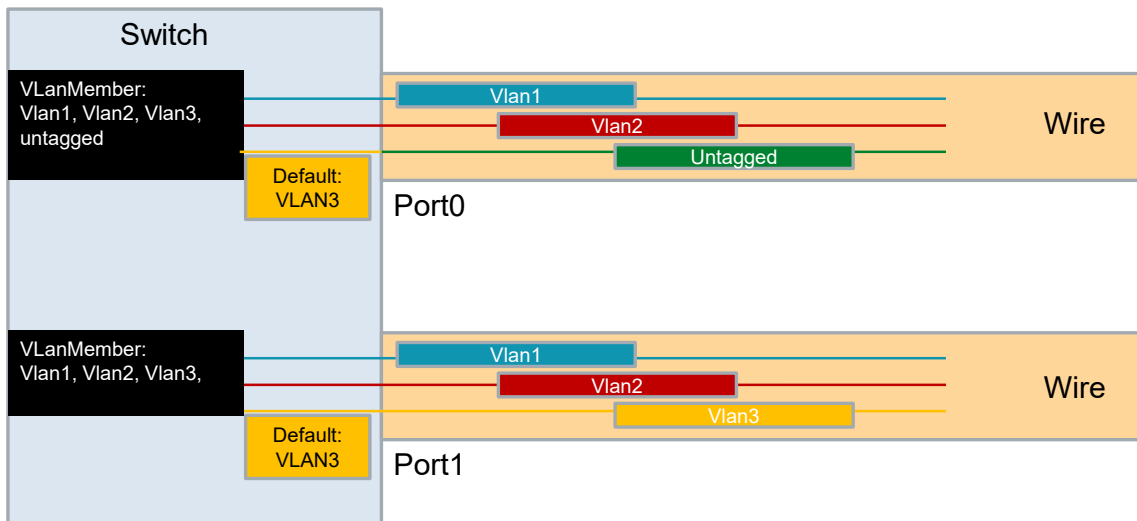 Switch
VLanMember:
Vlan1, Vlan2, Vlan3,
untagged
Vlan1
Vlan2
Untagged
Wire
Default:
VLAN3
Port0
VLanMember:
Vlan1, Vlan2, Vlan3,
Vlan1
Vlan2
Vlan3
Wire
Default:
VLAN3
Port1